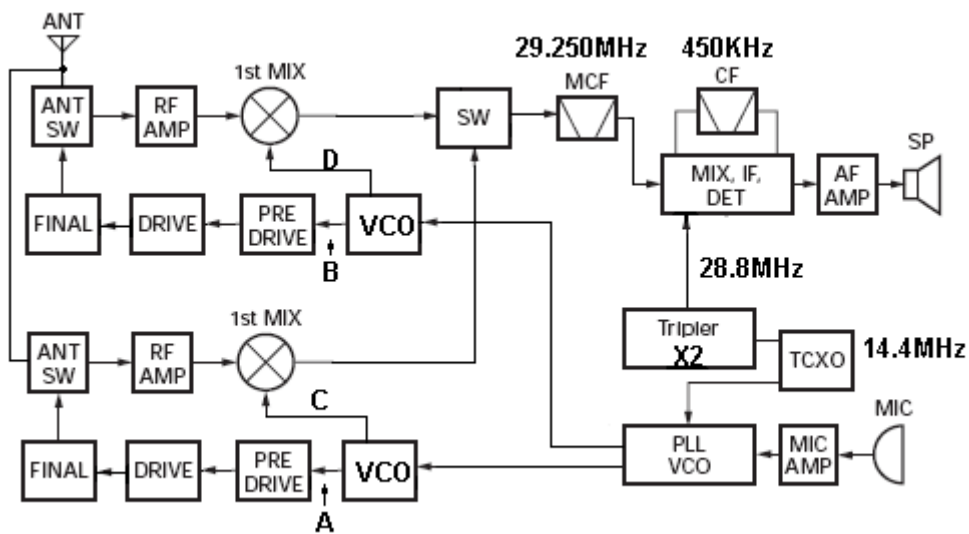 ANT
1st MIX
29.250MHz
450KHz
MCF
CF
ANT
SW
RF
AMP
SW
SP
D
MIX, IF,
DET
AF
AMP
FINAL
DRIVE
PRE
DRIVE
VCO
B
28.8MHz
1st MIX
ANT
SW
RF
AMP
Tripler
X2
TCXO
14.4MHz
C
MIC
FINAL
DRIVE
PRE
DRIVE
VCO
PLL
VCO
MIC
AMP
A